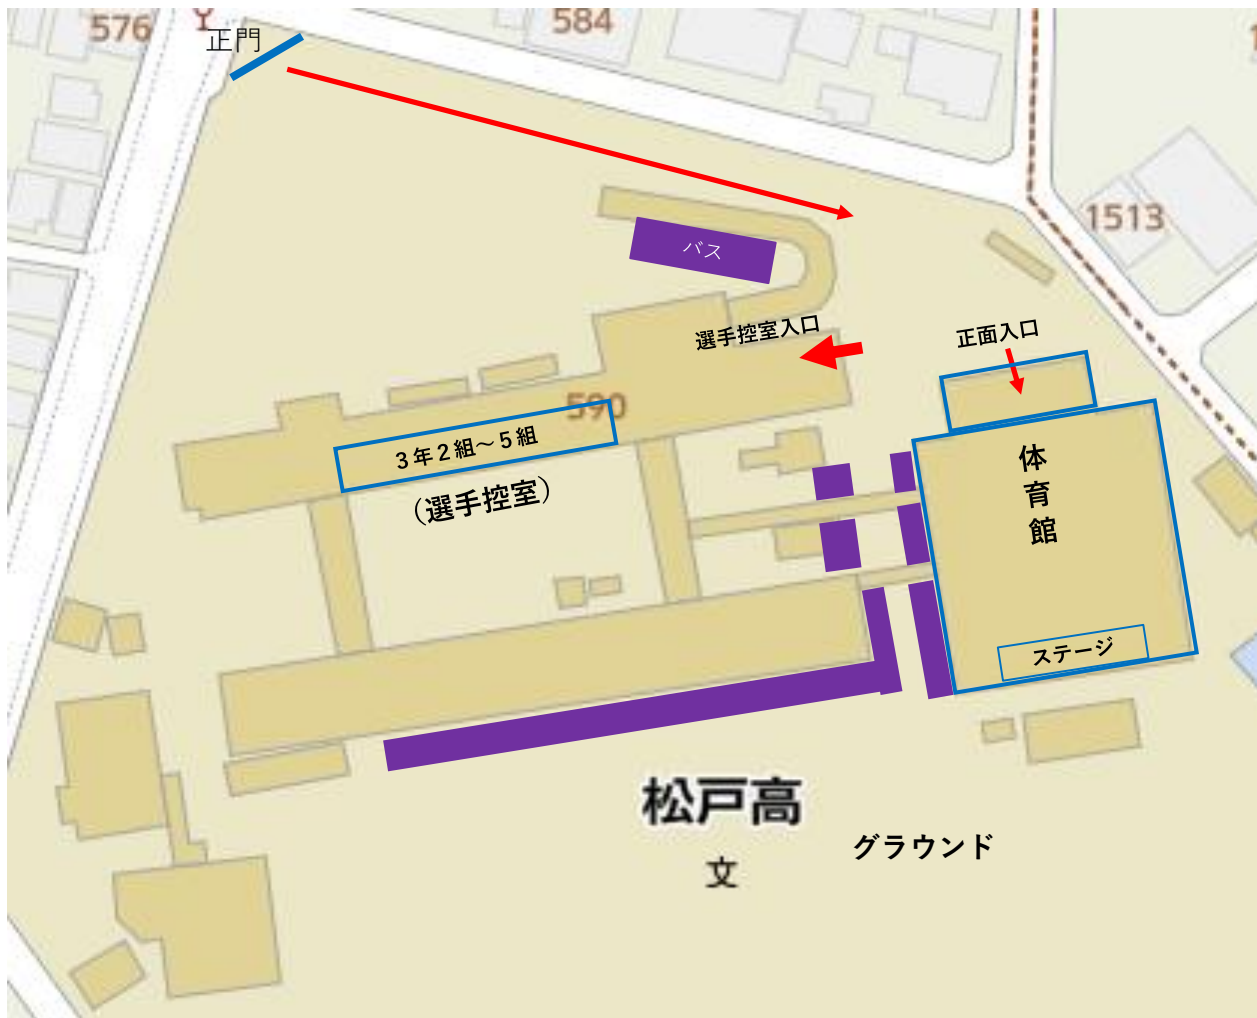 576
正門
584
1513
バス
選手控室入口
正面入口
590
３年２組～５組
（選手控室）
体育館
ステージ
松戸高
グラウンド
文